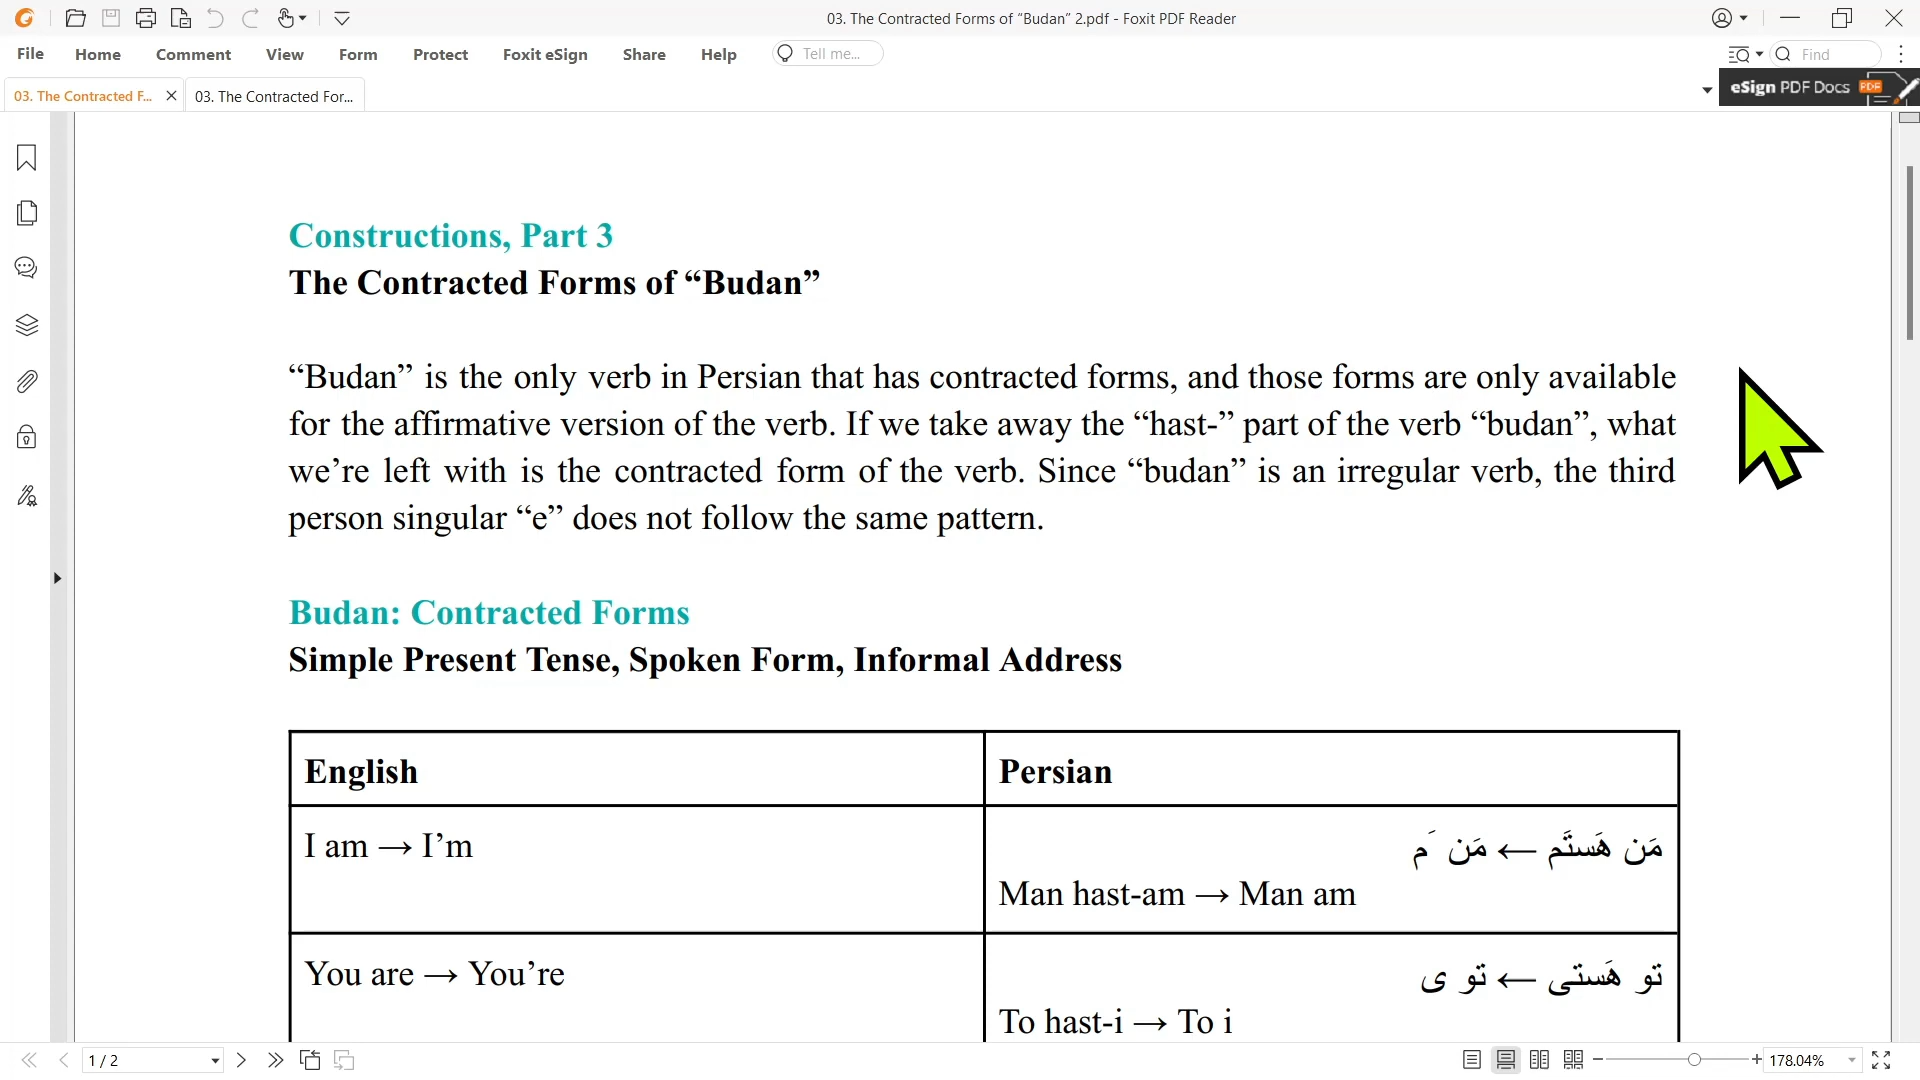 03. The Contracted Forms of “Budan” 2.pdf - Foxit PDF Reader
File Home Comment View Form Protect Foxit eSign Share Help Tell me... Find
03. The Contracted F... 03. The Contracted For... eSign PDF Docs PDF
Constructions, Part 3
The Contracted Forms of “Budan”
“Budan” is the only verb in Persian that has contracted forms, and those forms are only available
for the affirmative version of the verb. If we take away the “hast-” part of the verb “budan”, what
we’re left with is the contracted form of the verb. Since “budan” is an irregular verb, the third
person singular “e” does not follow the same pattern.
Budan: Contracted Forms
Simple Present Tense, Spoken Form, Informal Address
English Persian
I am → I’m
مَن هَستَم ← مَن َم
Man hast-am → Man am
You are → You’re
تو هَستی ← تو ی
To hast-i → To i
1 / 2 178.04%